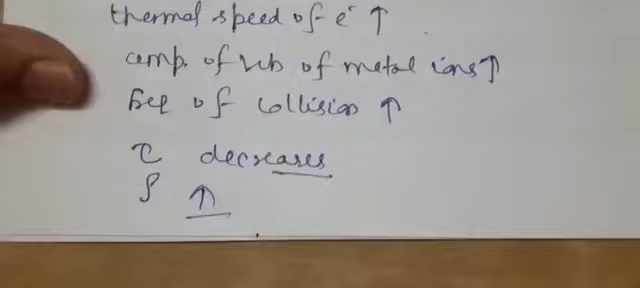 thermal speed of e⁻ ↑
amp. of vib of metal ions ↑
freq of collision ↑
τ decreases
ρ ↑